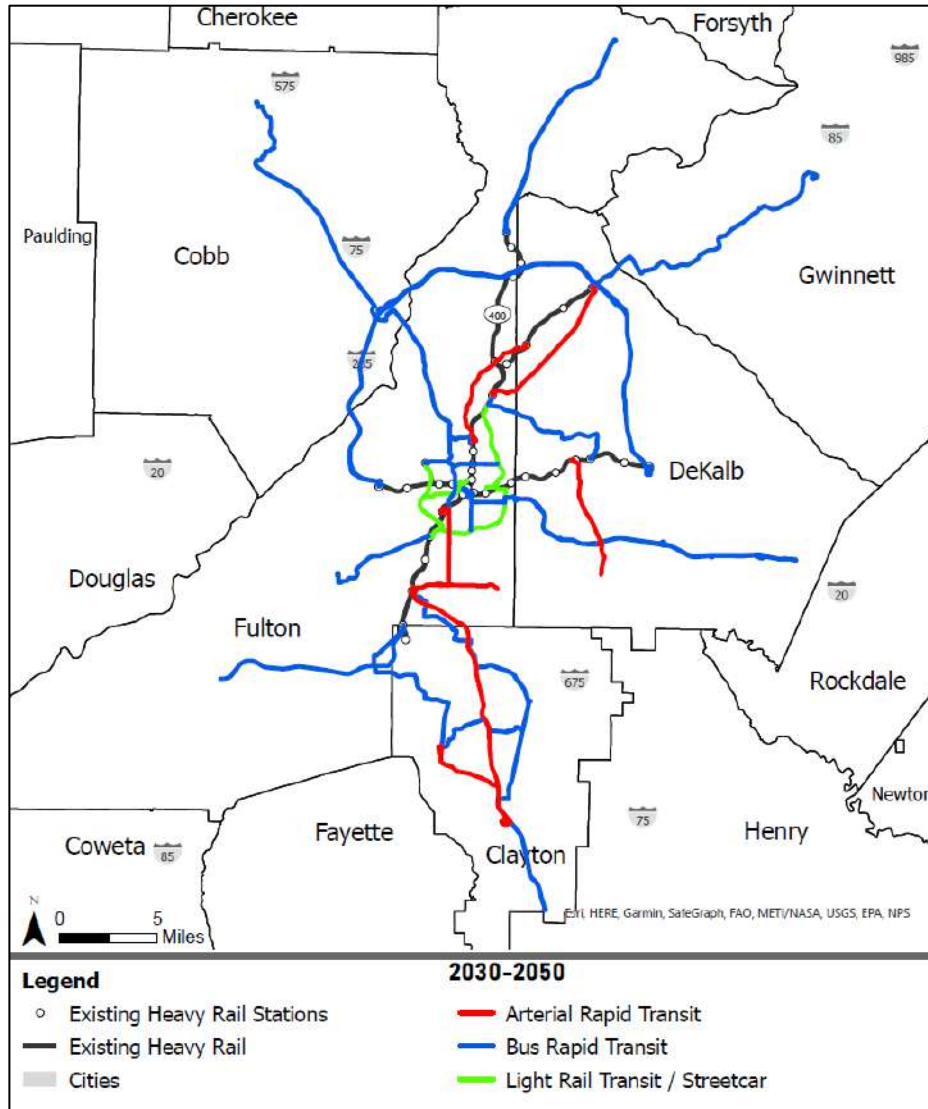 Cherokee
Forsyth
985
575
85
Paulding
Cobb
75
Gwinnett
400
285
20
DeKalb
Douglas
20
Fulton
675
Rockdale
Newton
75
Coweta
85
Fayette
Henry
Clayton
N
0 5
Miles
Esri, HERE, Garmin, SafeGraph, FAO, METI/NASA, USGS, EPA, NPS
2030-2050
Legend
Existing Heavy Rail Stations
Arterial Rapid Transit
Existing Heavy Rail
Bus Rapid Transit
Cities
Light Rail Transit / Streetcar